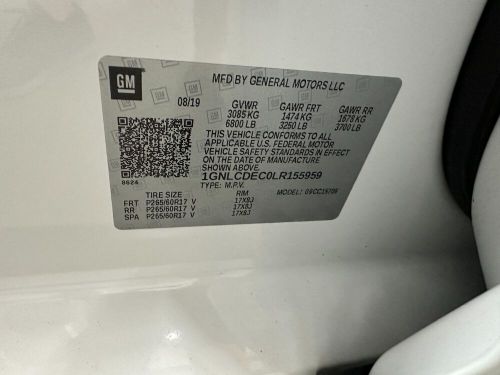 GM
MFD BY GENERAL MOTORS LLC
08/19 GVWR GAWR FRT GAWR RR
3085 KG 1474 KG 1678 KG
6800 LB 3250 LB 3700 LB
THIS VEHICLE CONFORMS TO ALL
APPLICABLE U.S. FEDERAL MOTOR
VEHICLE SAFETY STANDARDS IN
EFFECT ON THE DATE OF MANUFACTURE
SHOWN ABOVE.
1GNLCDEC0LR155959
TYPE: M.P.V. MODEL:
TIRE SIZE RIM
FRT P265/60R17 V 17X8J
RR P265/60R17 V 17X8J
SPA P265/60R17 V 17X8J